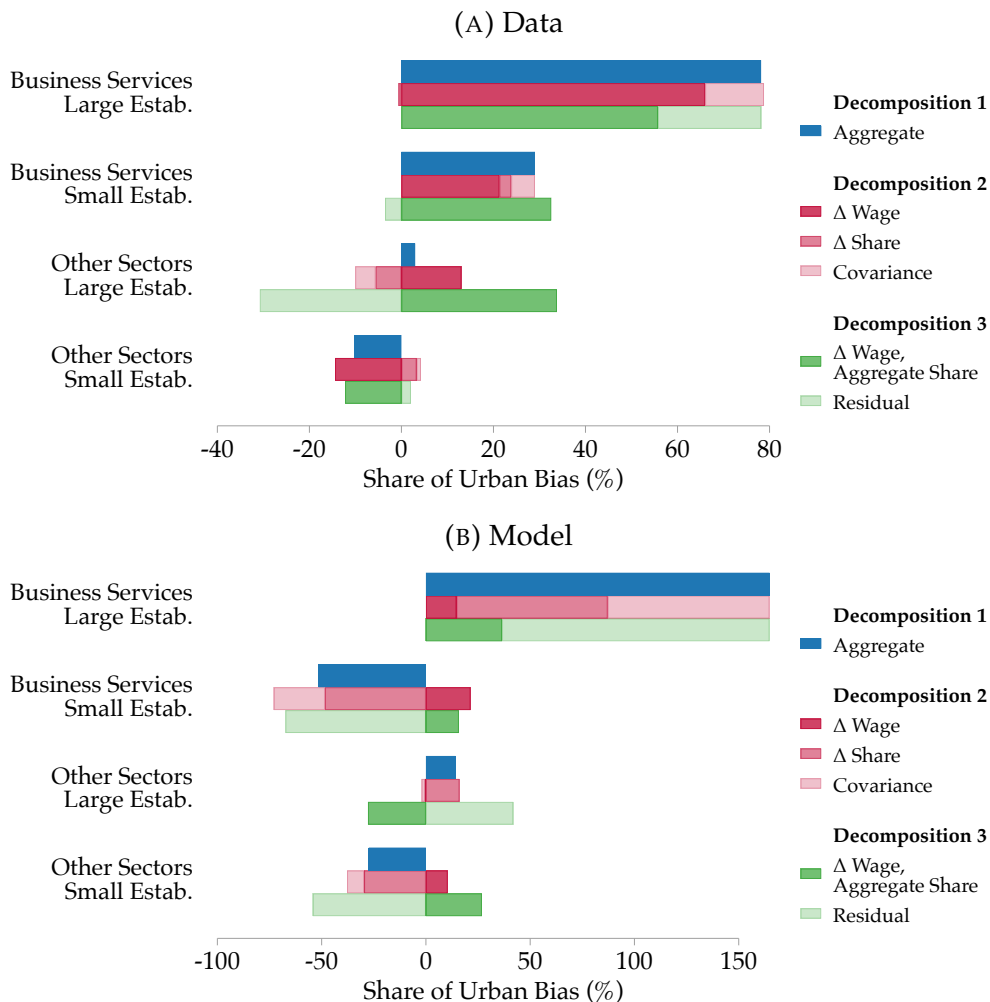 (A) Data
Business Services
Large Estab.
Business Services
Small Estab.
Other Sectors
Large Estab.
Other Sectors
Small Estab.
-40 -20 0 20 40 60 80
Share of Urban Bias (%)
Decomposition 1
Aggregate
Decomposition 2
Δ Wage
Δ Share
Covariance
Decomposition 3
Δ Wage,
Aggregate Share
Residual
(B) Model
Business Services
Large Estab.
Business Services
Small Estab.
Other Sectors
Large Estab.
Other Sectors
Small Estab.
-100 -50 0 50 100 150
Share of Urban Bias (%)
Decomposition 1
Aggregate
Decomposition 2
Δ Wage
Δ Share
Covariance
Decomposition 3
Δ Wage,
Aggregate Share
Residual